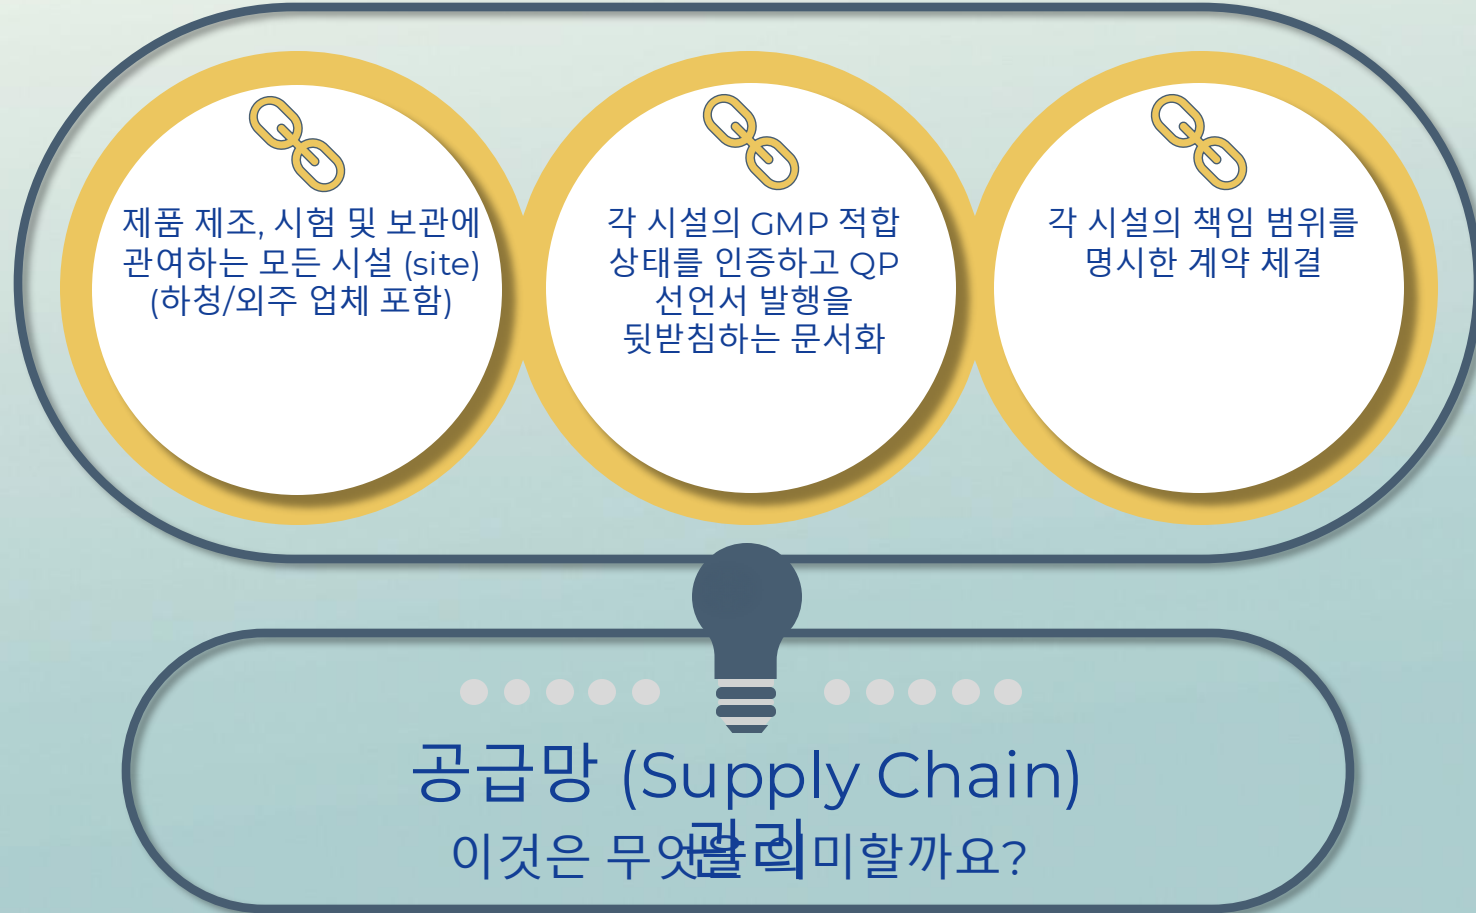 제품 제조, 시험 및 보관에
관여하는 모든 시설 (site)
(하청/외주 업체 포함)
각 시설의 GMP 적합
상태를 인증하고 QP
선언서 발행을
뒷받침하는 문서화
각 시설의 책임 범위를
명시한 계약 체결
공급망 (Supply Chain)
관리
이것은 무엇을 의미할까요?